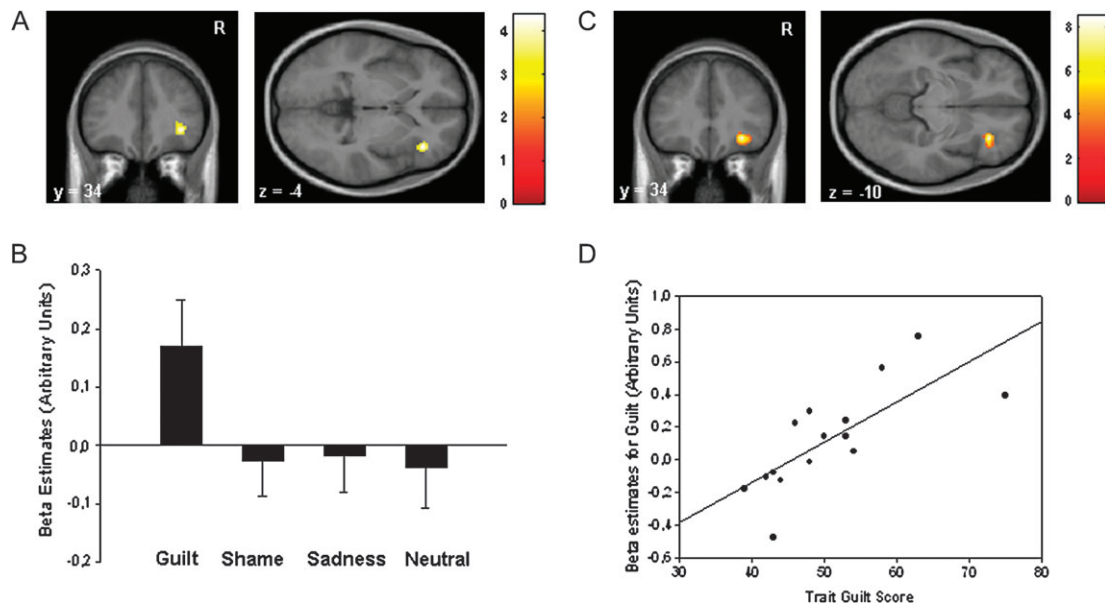 A
R
y = 34
z = -4
4
3
2
1
0
C
R
y = 34
z = -10
8
6
4
2
0
B
Beta Estimates (Arbitrary Units)
0,3
0,2
0,1
0,0
-0,1
-0,2
Guilt Shame Sadness Neutral
D
Beta estimates for Guilt (Arbitrary Units)
1,0
0,8
0,6
0,4
0,2
0,0
-0,2
-0,4
-0,6
30 40 50 60 70 80
Trait Guilt Score